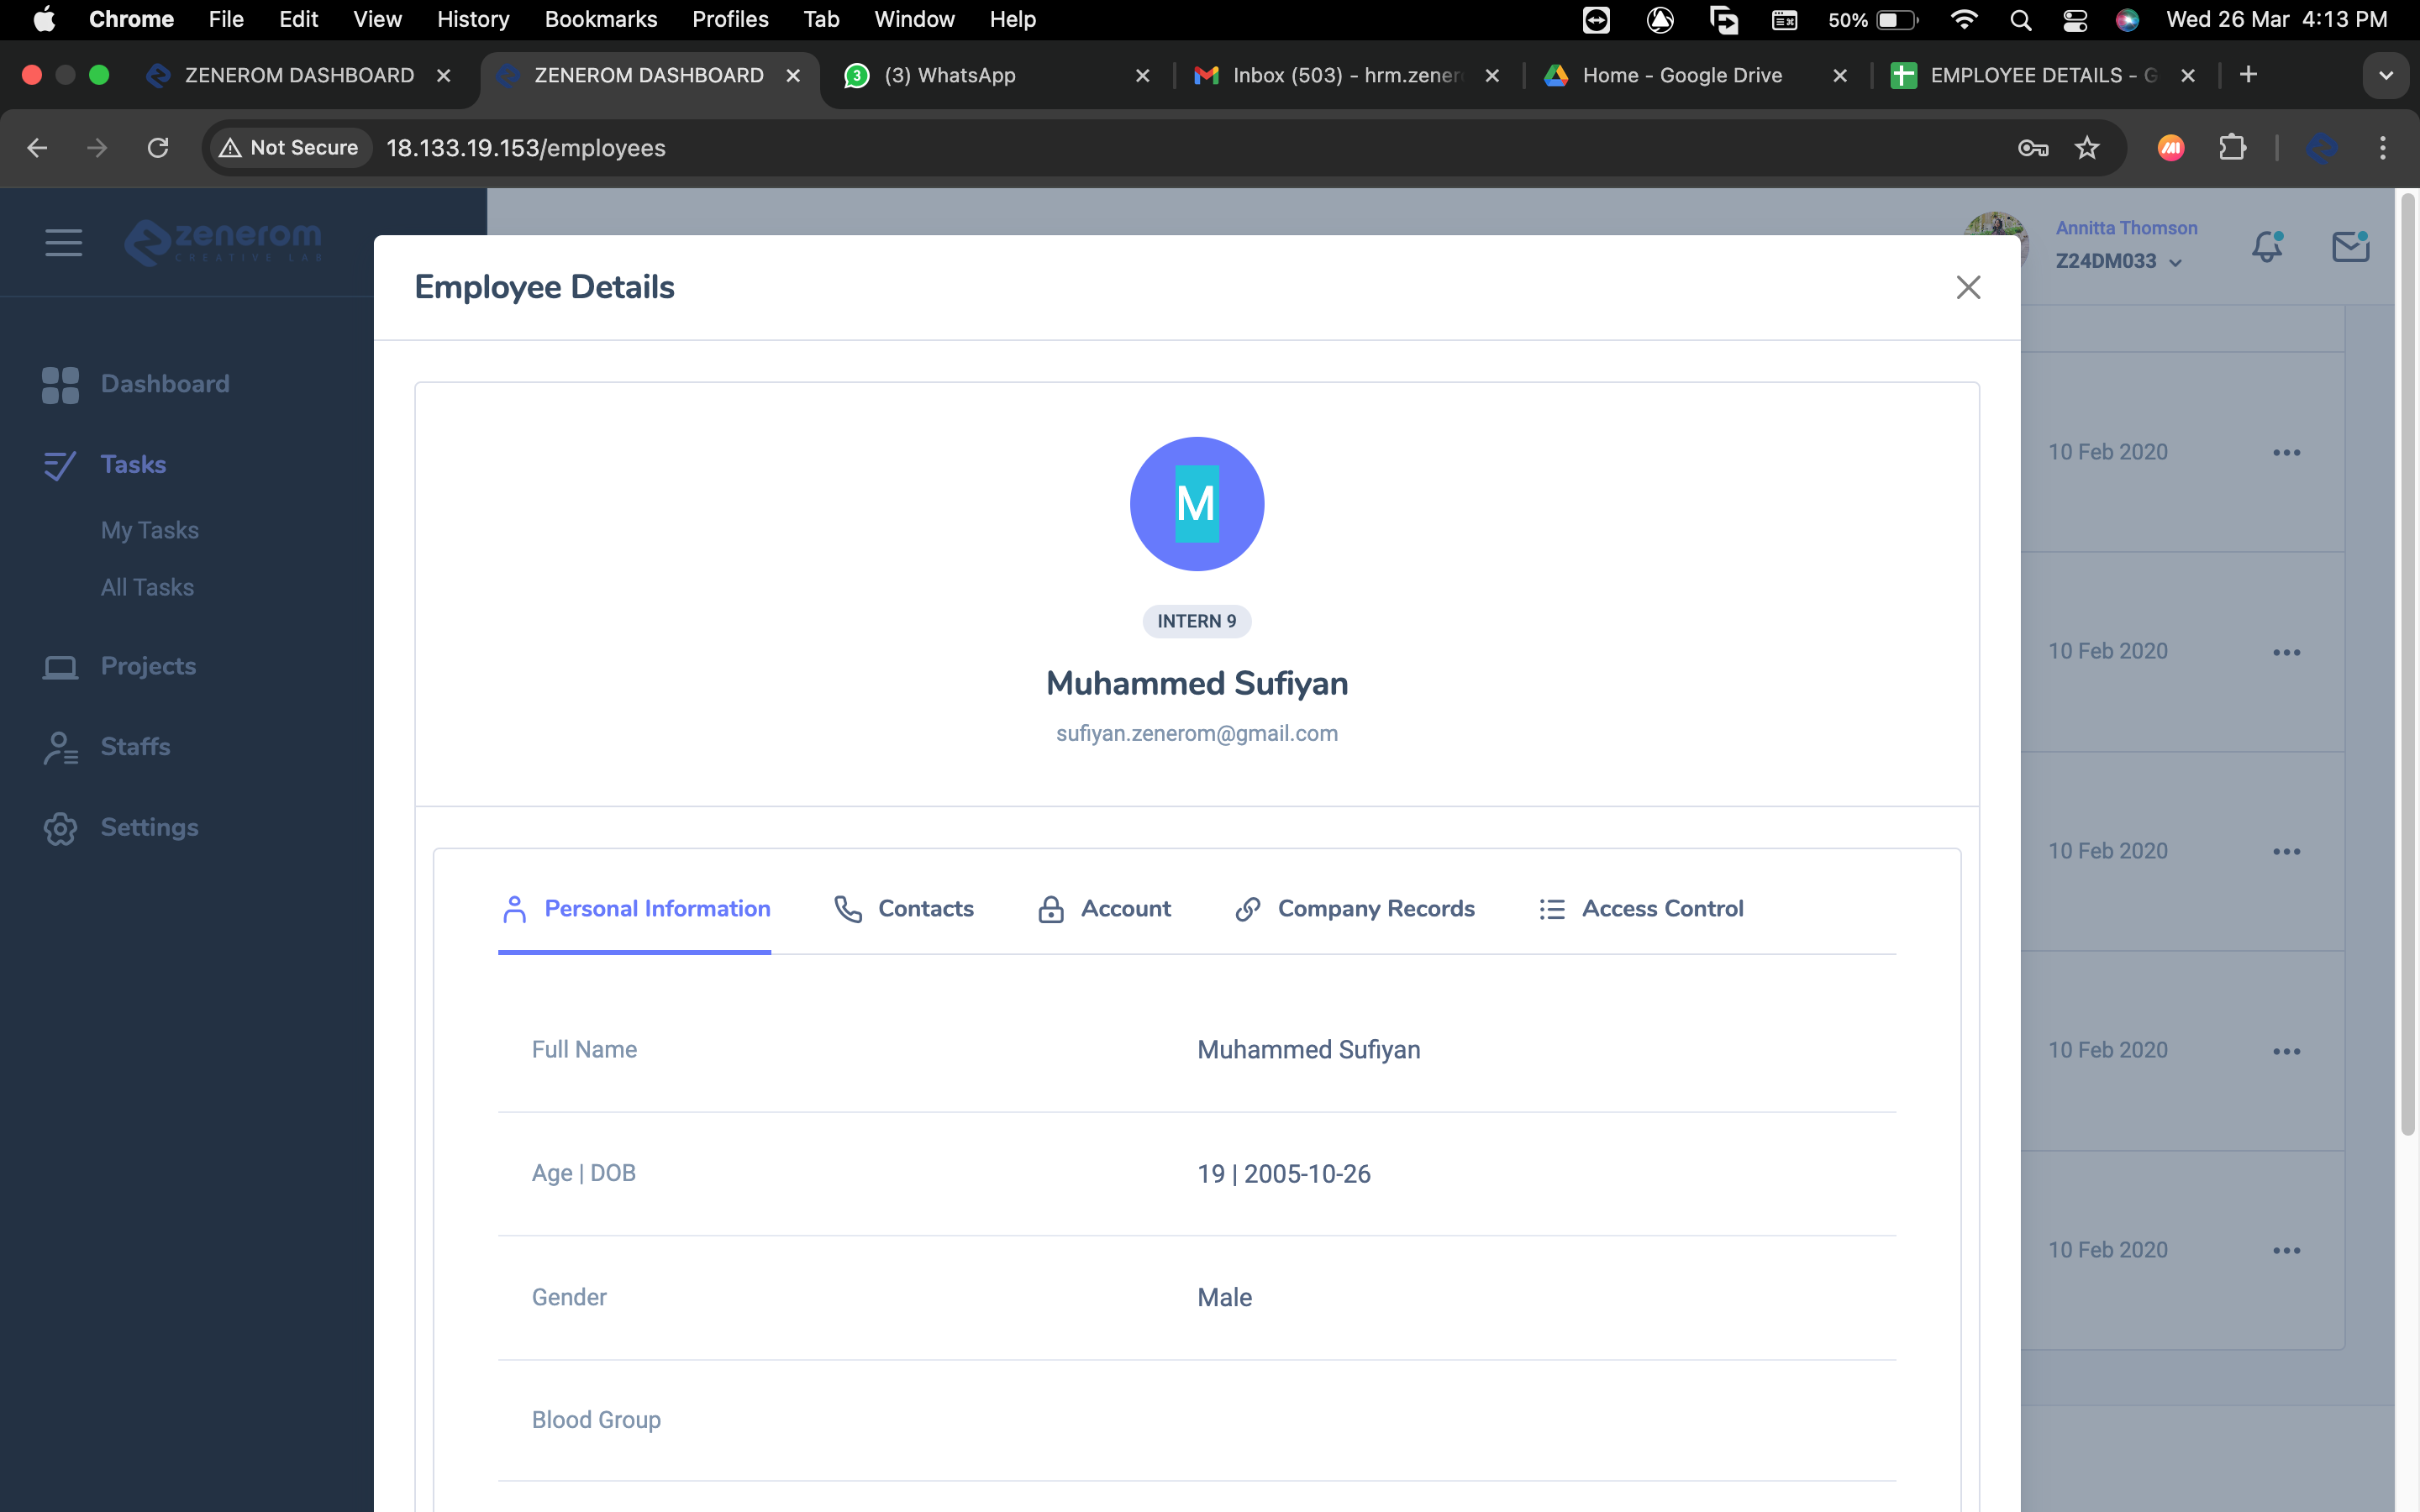 Chrome File Edit View History Bookmarks Profiles Tab Window Help 50% Wed 26 Mar 4:13 PM
ZENEROM DASHBOARD ZENEROM DASHBOARD 3 (3) WhatsApp Inbox (503) - hrm.zener Home - Google Drive EMPLOYEE DETAILS - G
Not Secure 18.133.19.153/employees
zenerom
CREATIVE LAB
Annitta Thomson
Z24DM033
Employee Details
Dashboard
Tasks
My Tasks
All Tasks
Projects
Staffs
Settings
M
INTERN 9
Muhammed Sufiyan
sufiyan.zenerom@gmail.com
Personal Information Contacts Account Company Records Access Control
Full Name Muhammed Sufiyan
Age | DOB 19 | 2005-10-26
Gender Male
Blood Group
10 Feb 2020
10 Feb 2020
10 Feb 2020
10 Feb 2020
10 Feb 2020